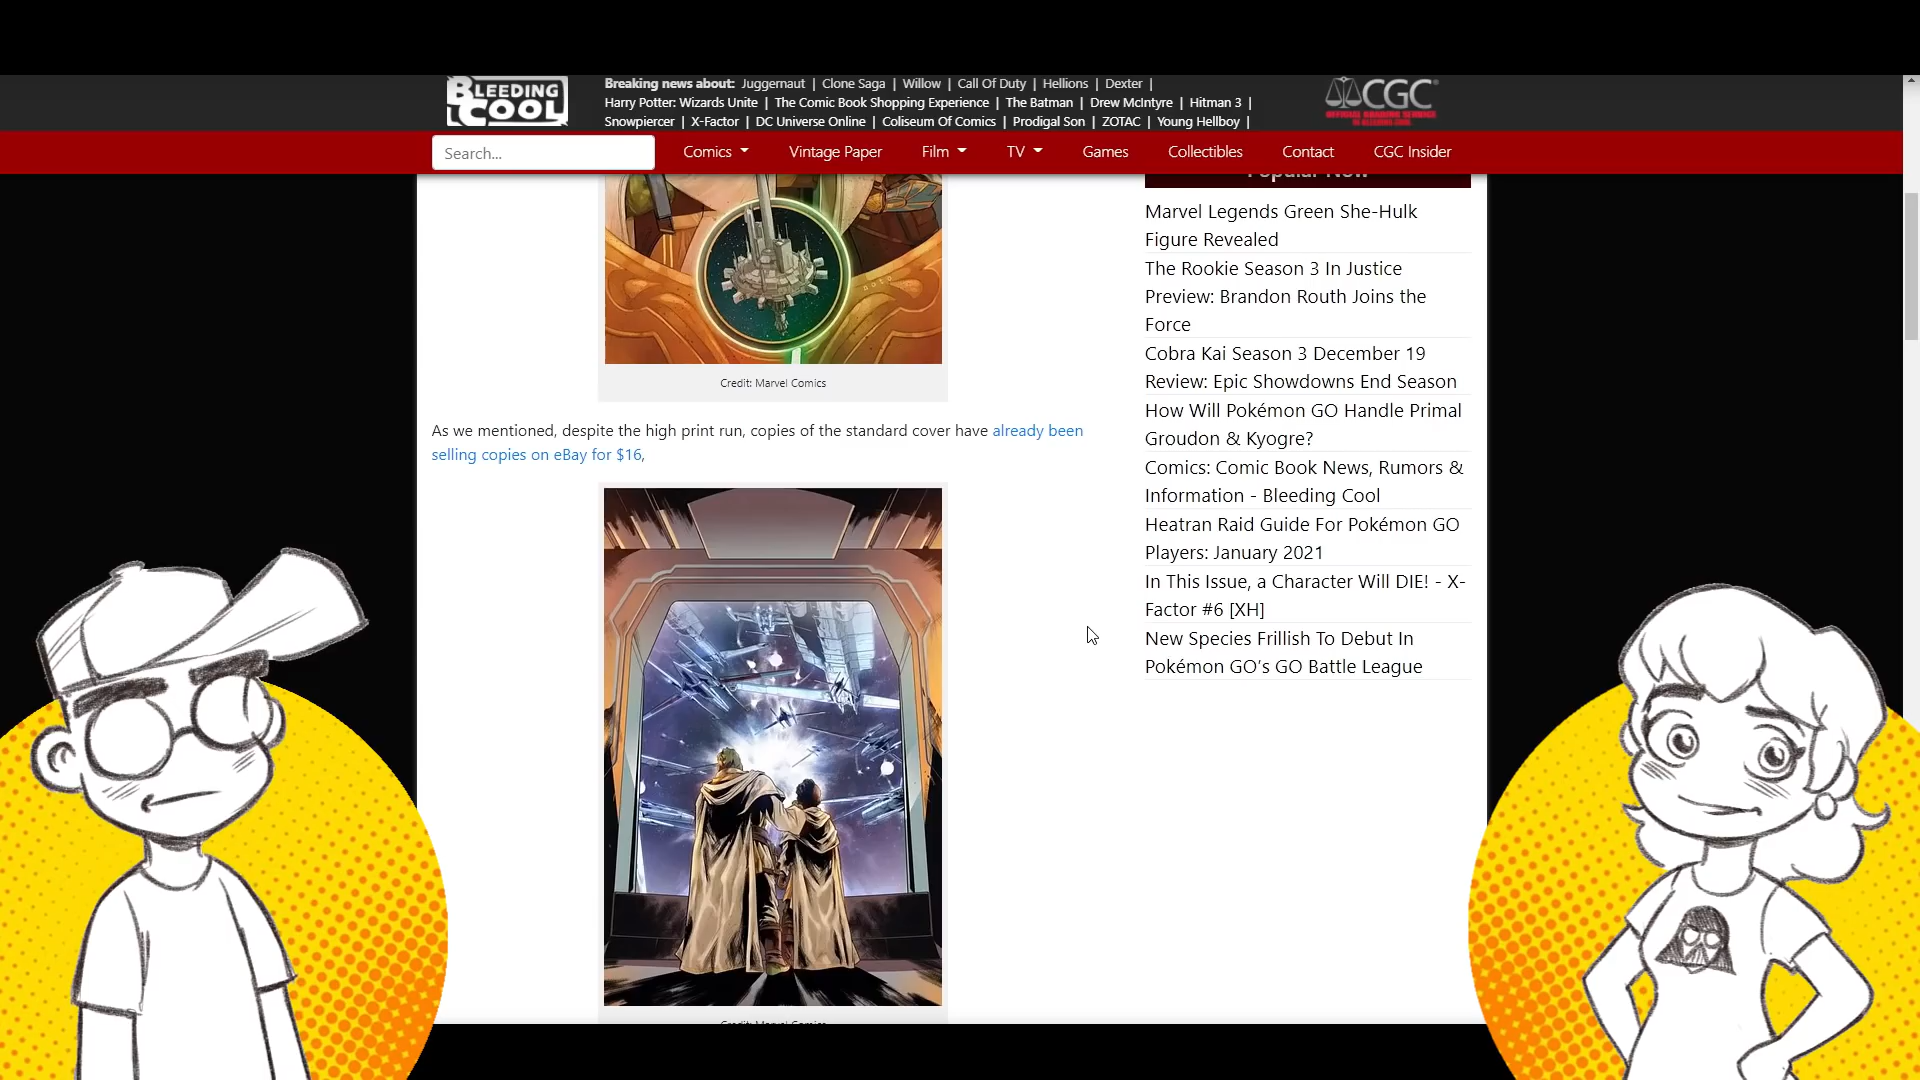 BLEEDING COOL
Breaking news about: Juggernaut | Clone Saga | Willow | Call Of Duty | Hellions | Dexter |
Harry Potter: Wizards Unite | The Comic Book Shopping Experience | The Batman | Drew McIntyre | Hitman 3 |
Snowpiercer | X-Factor | DC Universe Online | Coliseum Of Comics | Prodigal Son | ZOTAC | Young Hellboy |
CGC
OFFICIAL GRADING SERVICE
Search...
Comics
Vintage Paper
Film
TV
Games
Collectibles
Contact
CGC Insider
noto
Credit: Marvel Comics
As we mentioned, despite the high print run, copies of the standard cover have already been
selling copies on eBay for $16,
Credit: Marvel Comics
Popular Now
Marvel Legends Green She-Hulk
Figure Revealed
The Rookie Season 3 In Justice
Preview: Brandon Routh Joins the
Force
Cobra Kai Season 3 December 19
Review: Epic Showdowns End Season
How Will Pokémon GO Handle Primal
Groudon & Kyogre?
Comics: Comic Book News, Rumors &
Information - Bleeding Cool
Heatran Raid Guide For Pokémon GO
Players: January 2021
In This Issue, a Character Will DIE! - X-
Factor #6 [XH]
New Species Frillish To Debut In
Pokémon GO's GO Battle League